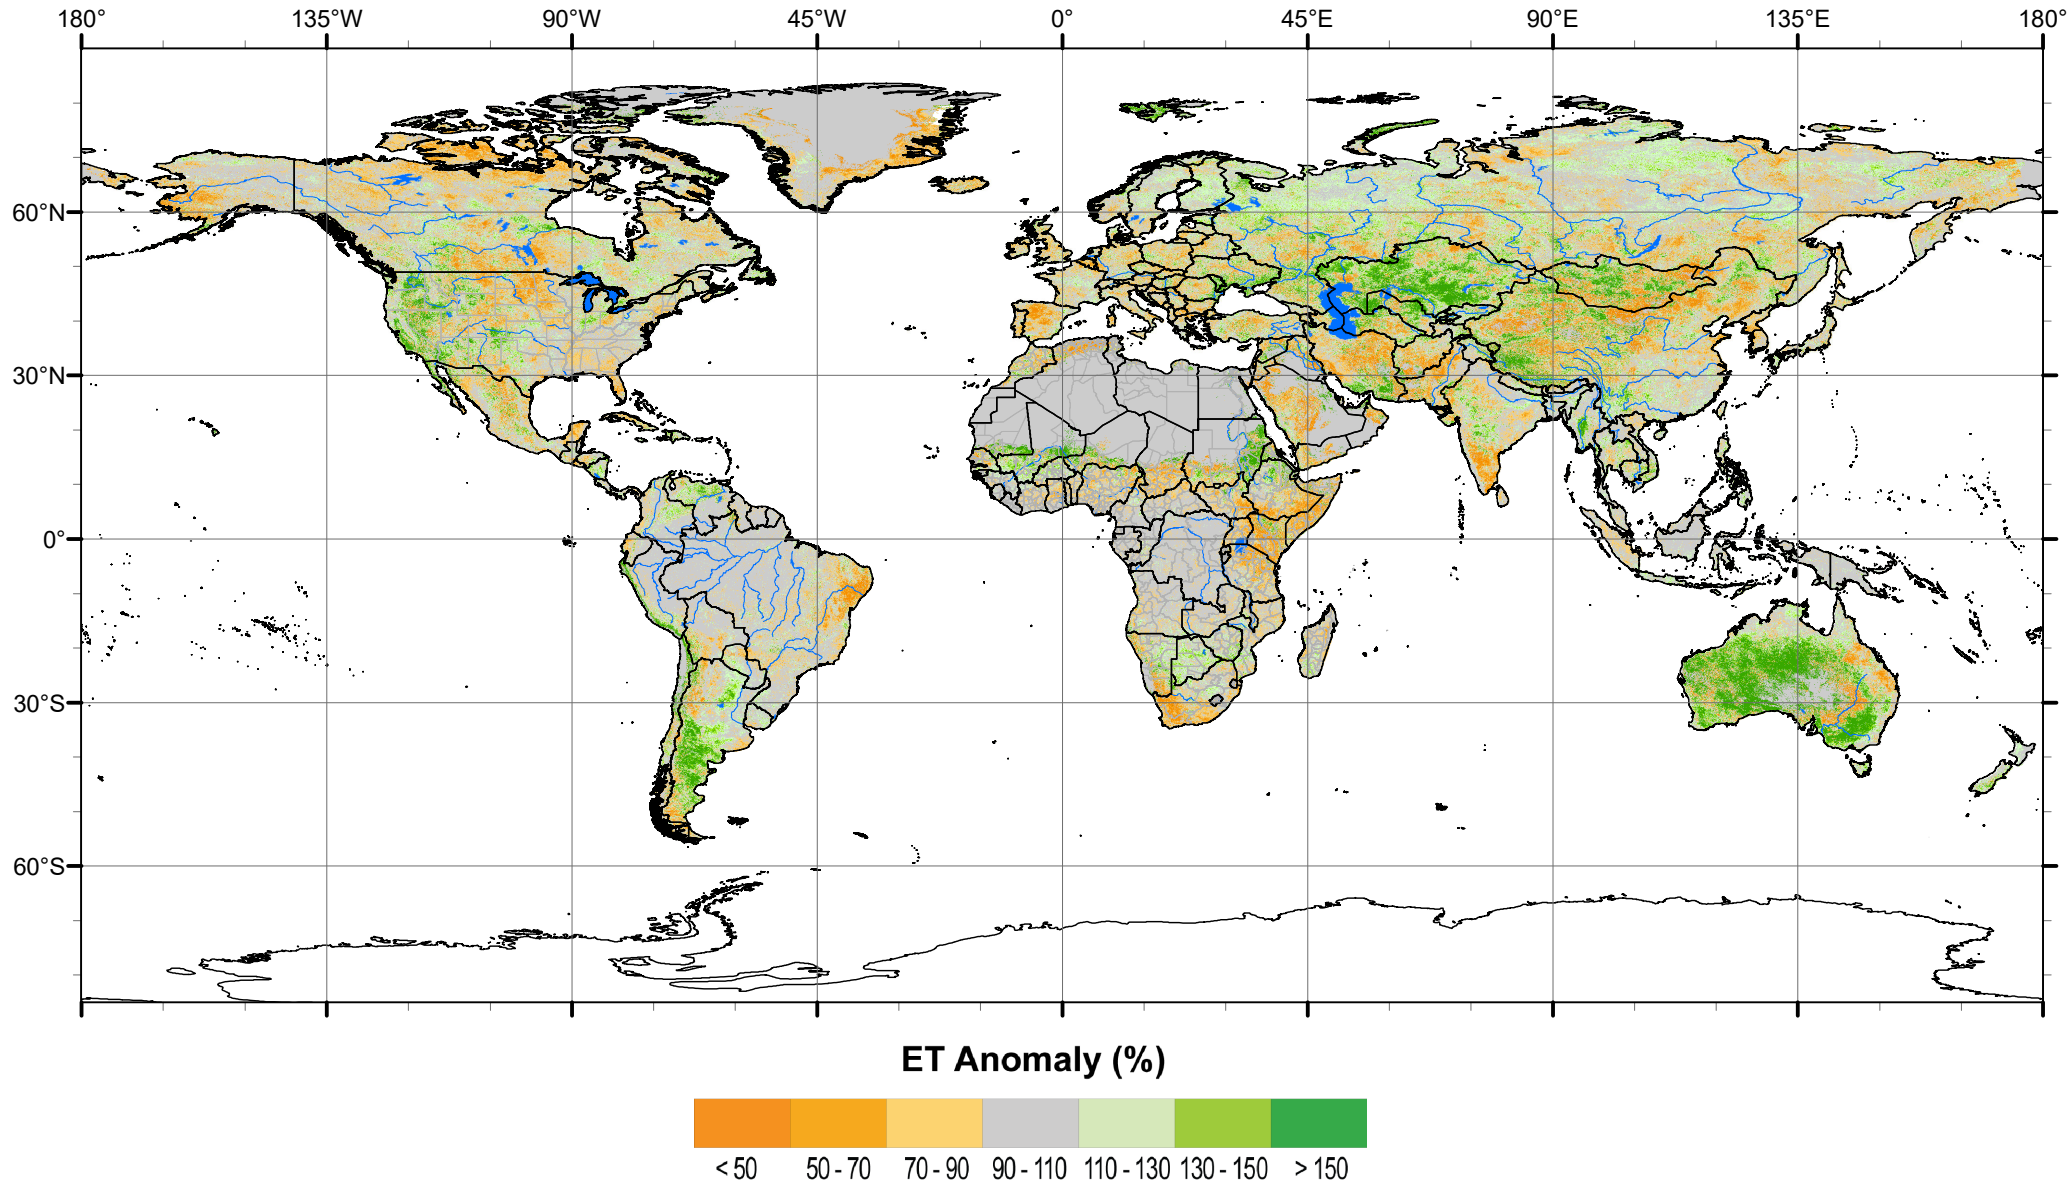 180° 135°W 90°W 45°W 0° 45°E 90°E 135°E 180°
60°N
30°N
0°
30°S
60°S
ET Anomaly (%)
< 50 50 - 70 70 - 90 90 - 110 110 - 130 130 - 150 > 150